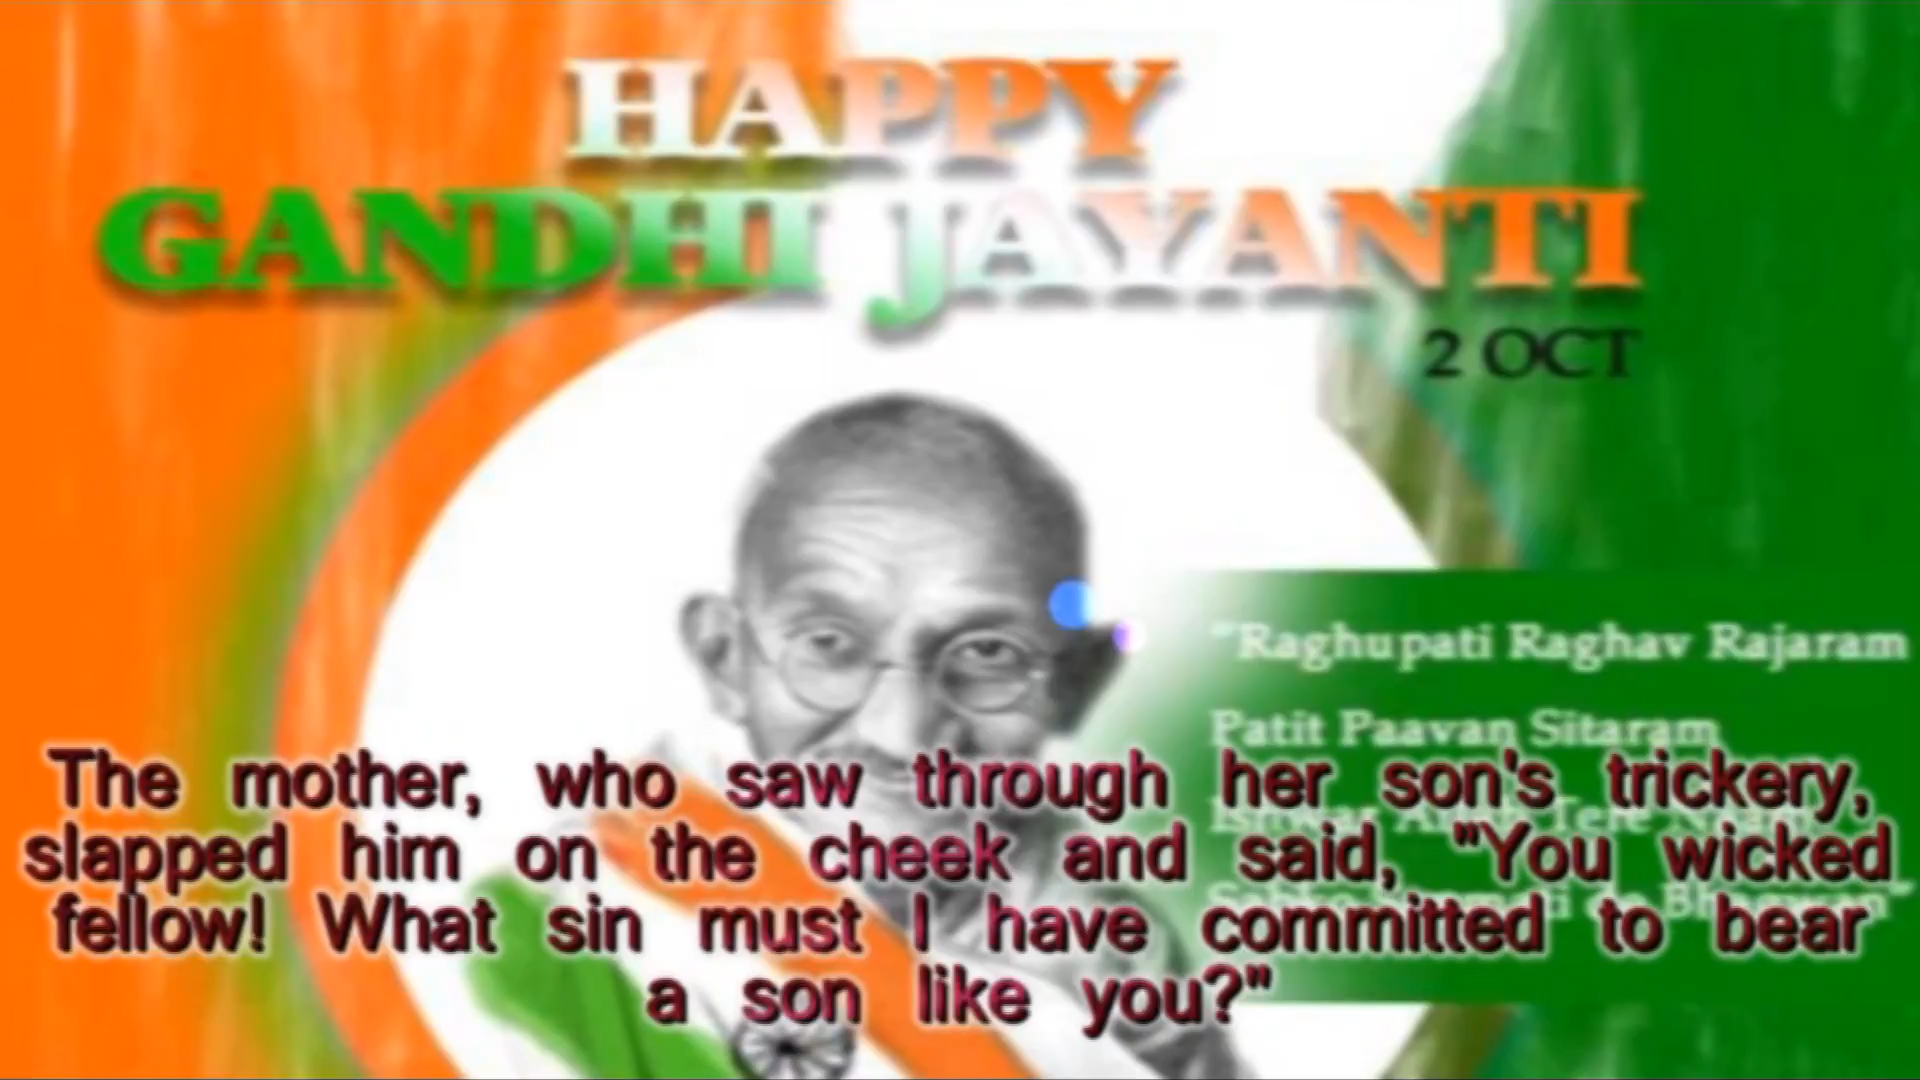 HAPPY
GANDHI JAYANTI
2 OCT
"Raghupati Raghav Rajaram
Patit Paavan Sitaram
The mother, who saw through her son's trickery,
slapped him on the cheek and said, "You wicked
fellow! What sin must I have committed to bear
a son like you?"